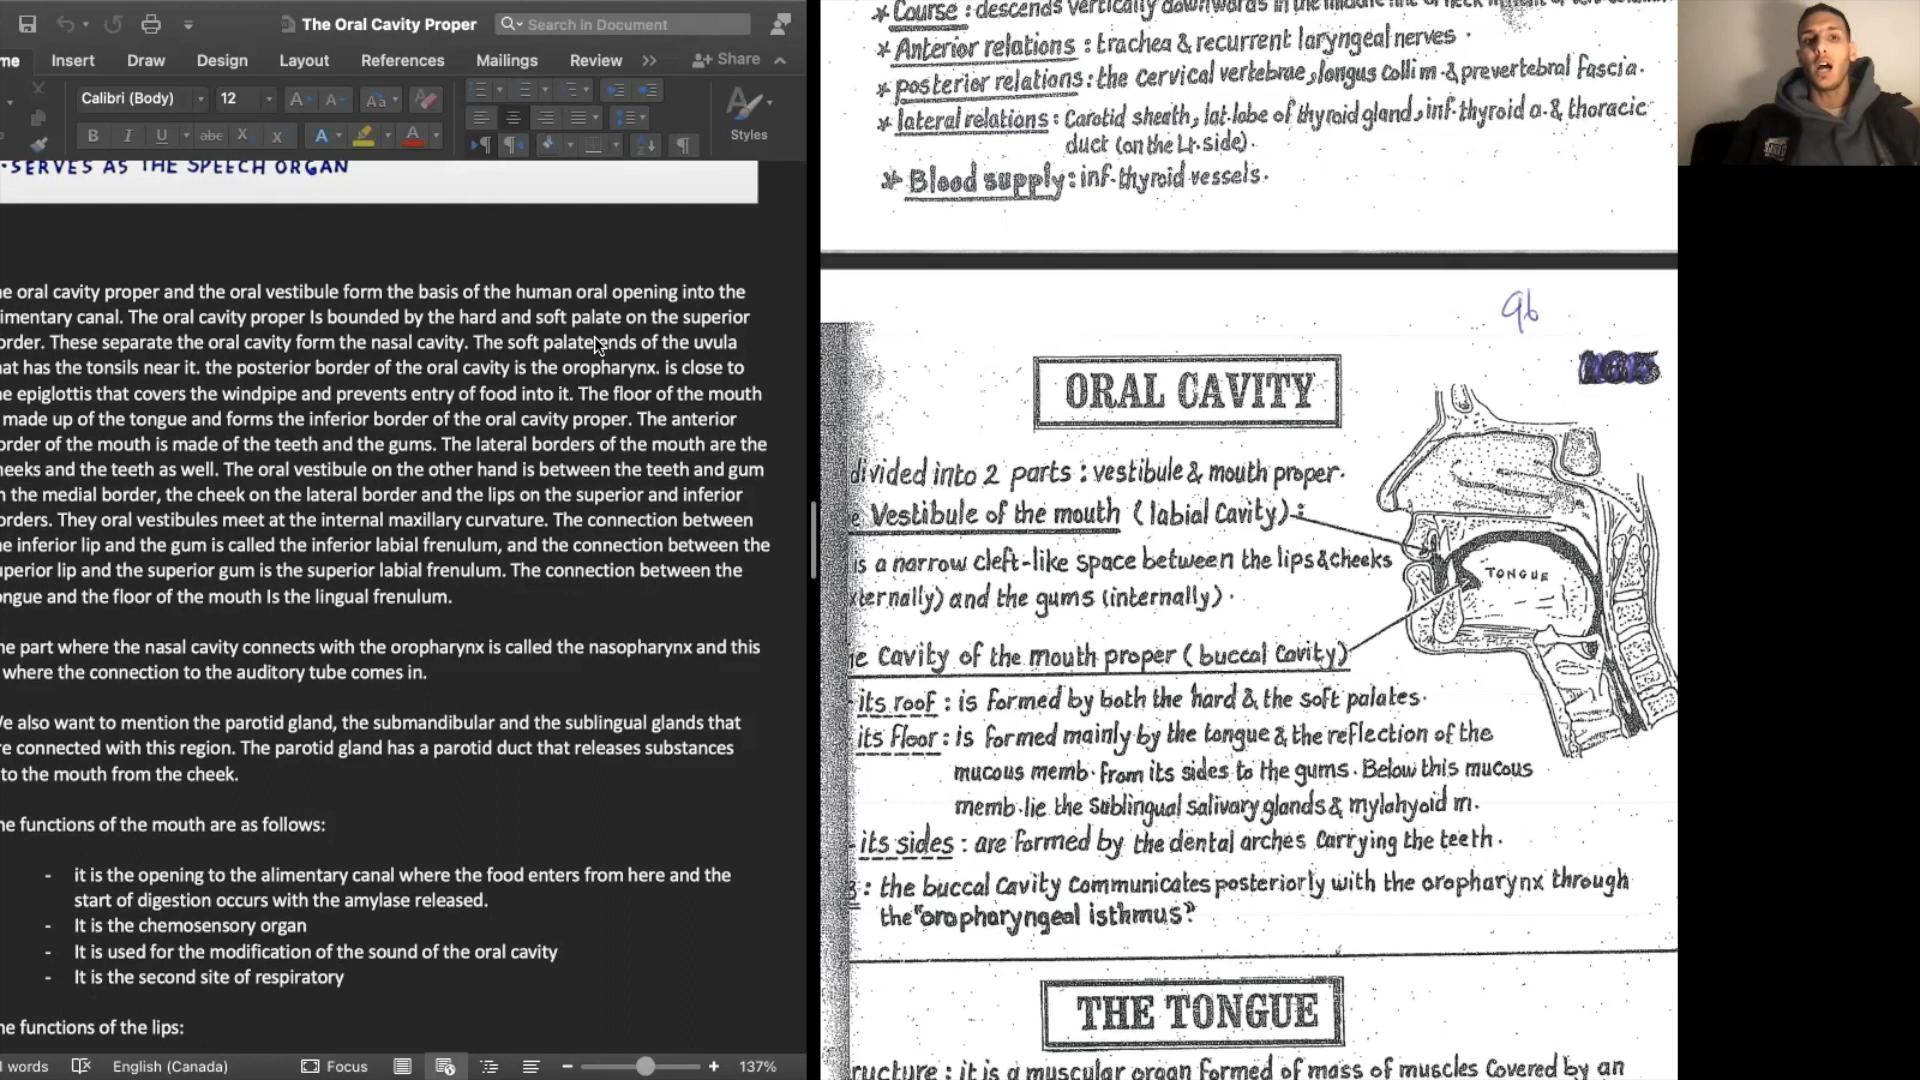 The Oral Cavity Proper
Search in Document
me Insert Draw Design Layout References Mailings Review >> Share
Calibri (Body) 12
Styles
-SERVES AS THE SPEECH ORGAN
e oral cavity proper and the oral vestibule form the basis of the human oral opening into the
imentary canal. The oral cavity proper Is bounded by the hard and soft palate on the superior
order. These separate the oral cavity form the nasal cavity. The soft palate ends of the uvula
at has the tonsils near it. the posterior border of the oral cavity is the oropharynx. is close to
e epiglottis that covers the windpipe and prevents entry of food into it. The floor of the mouth
made up of the tongue and forms the inferior border of the oral cavity proper. The anterior
order of the mouth is made of the teeth and the gums. The lateral borders of the mouth are the
heeks and the teeth as well. The oral vestibule on the other hand is between the teeth and gum
n the medial border, the cheek on the lateral border and the lips on the superior and inferior
orders. They oral vestibules meet at the internal maxillary curvature. The connection between
e inferior lip and the gum is called the inferior labial frenulum, and the connection between the
uperior lip and the superior gum is the superior labial frenulum. The connection between the
ongue and the floor of the mouth Is the lingual frenulum.
he part where the nasal cavity connects with the oropharynx is called the nasopharynx and this
where the connection to the auditory tube comes in.
e also want to mention the parotid gland, the submandibular and the sublingual glands that
re connected with this region. The parotid gland has a parotid duct that releases substances
to the mouth from the cheek.
he functions of the mouth are as follows:
- it is the opening to the alimentary canal where the food enters from here and the
start of digestion occurs with the amylase released.
- It is the chemosensory organ
- It is used for the modification of the sound of the oral cavity
- It is the second site of respiratory
he functions of the lips:
words English (Canada) Focus 137%
* Course : descends vertically downwards in the middle line of neck
* Anterior relations : trachea & recurrent laryngeal nerves .
* posterior relations : the cervical vertebrae, longus colli m. & prevertebral fascia.
* lateral relations : Carotid sheath, lat. lobe of thyroid gland, inf. thyroid a. & thoracic
duct (on the Lt. side).
* Blood supply : inf. thyroid vessels.
96
ORAL CAVITY
divided into 2 parts : vestibule & mouth proper.
e Vestibule of the mouth (labial Cavity) :
is a narrow cleft-like space between the lips & cheeks
xternally) and the gums (internally).
TONGUE
e Cavity of the mouth proper (buccal Cavity)
its roof : is formed by both the hard & the soft palates.
its floor : is formed mainly by the tongue & the reflection of the
mucous memb. from its sides to the gums. Below this mucous
memb. lie the sublingual salivary glands & mylahyoid m.
its sides : are formed by the dental arches carrying the teeth.
B : the buccal cavity communicates posteriorly with the oropharynx through
the "oropharyngeal isthmus"
THE TONGUE
ructure : it is a muscular organ formed of mass of muscles covered by an